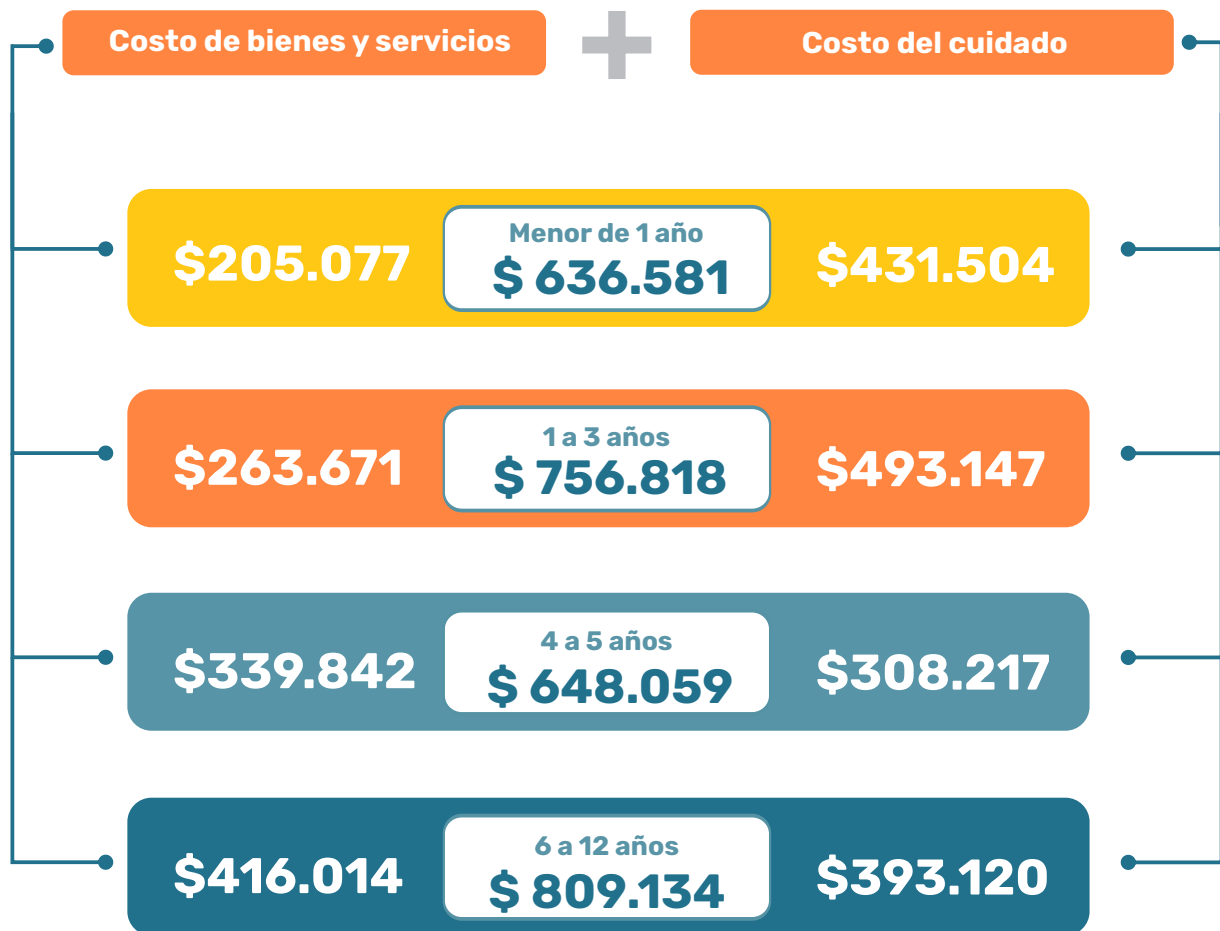 Costo de bienes y servicios
+
Costo del cuidado
$205.077
Menor de 1 año
$ 636.581
$431.504
$263.671
1 a 3 años
$ 756.818
$493.147
$339.842
4 a 5 años
$ 648.059
$308.217
$416.014
6 a 12 años
$ 809.134
$393.120